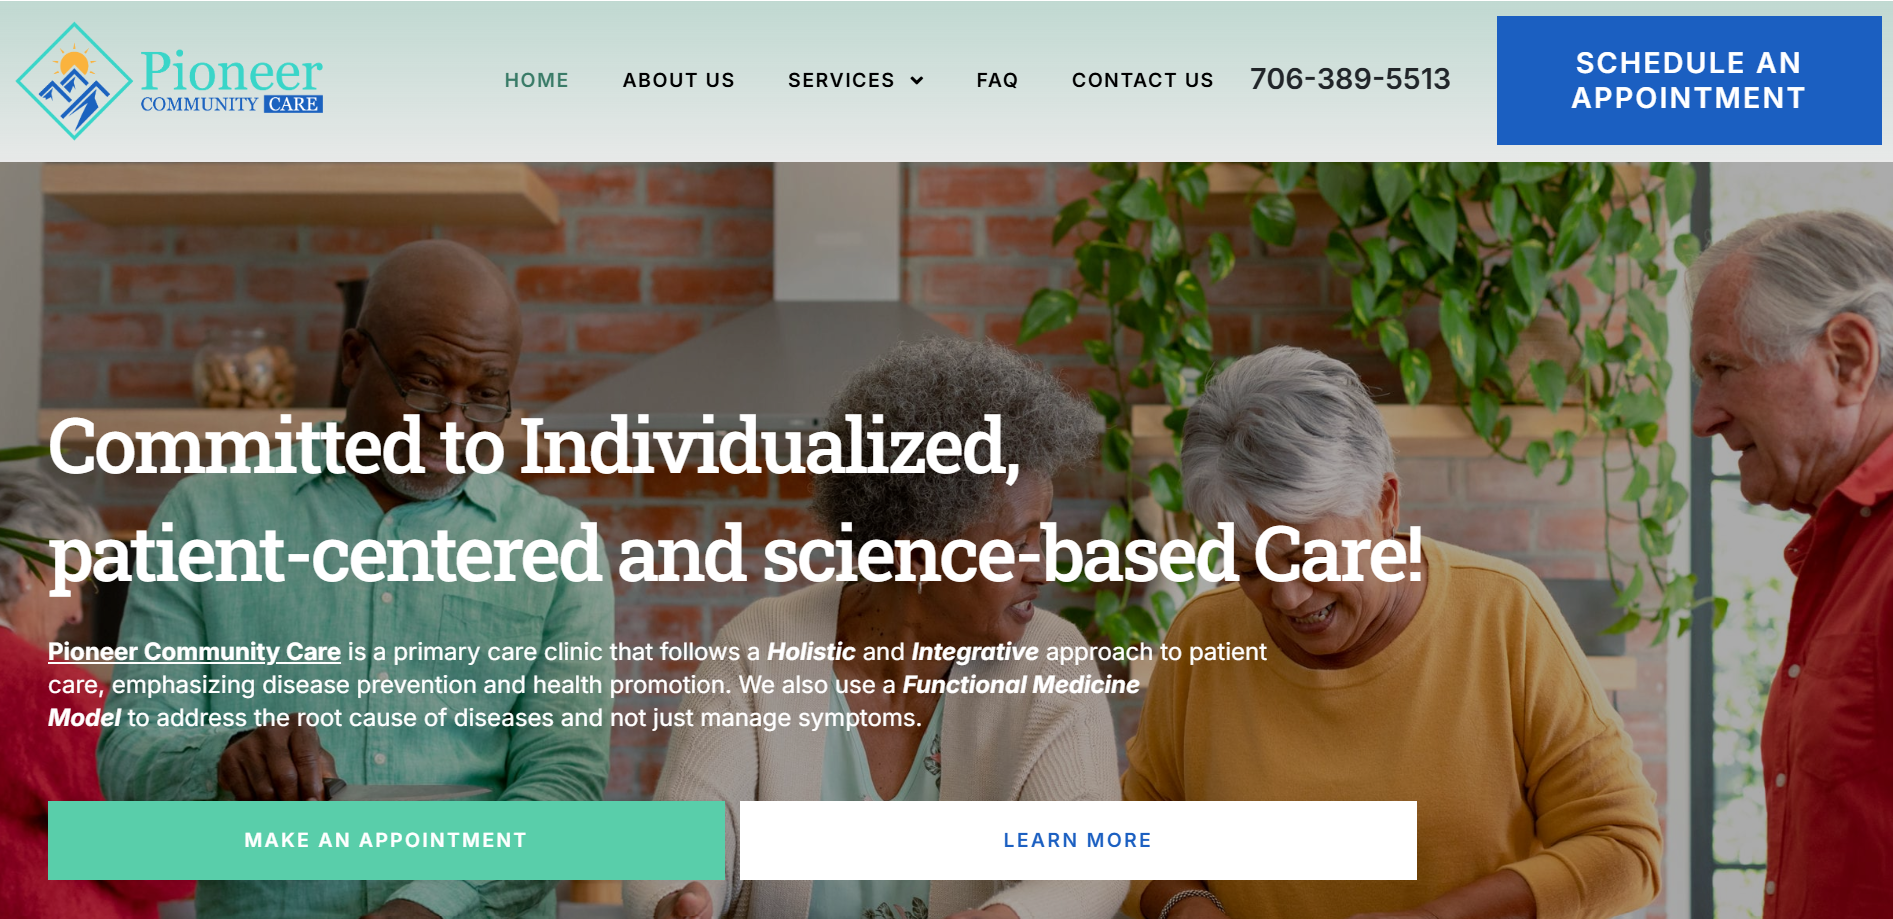 Pioneer
COMMUNITY CARE
HOME
ABOUT US
SERVICES
FAQ
CONTACT US
706-389-5513
SCHEDULE AN
APPOINTMENT
Committed to Individualized,
patient-centered and science-based Care!
Pioneer Community Care is a primary care clinic that follows a Holistic and Integrative approach to patient
care, emphasizing disease prevention and health promotion. We also use a Functional Medicine
Model to address the root cause of diseases and not just manage symptoms.
MAKE AN APPOINTMENT
LEARN MORE